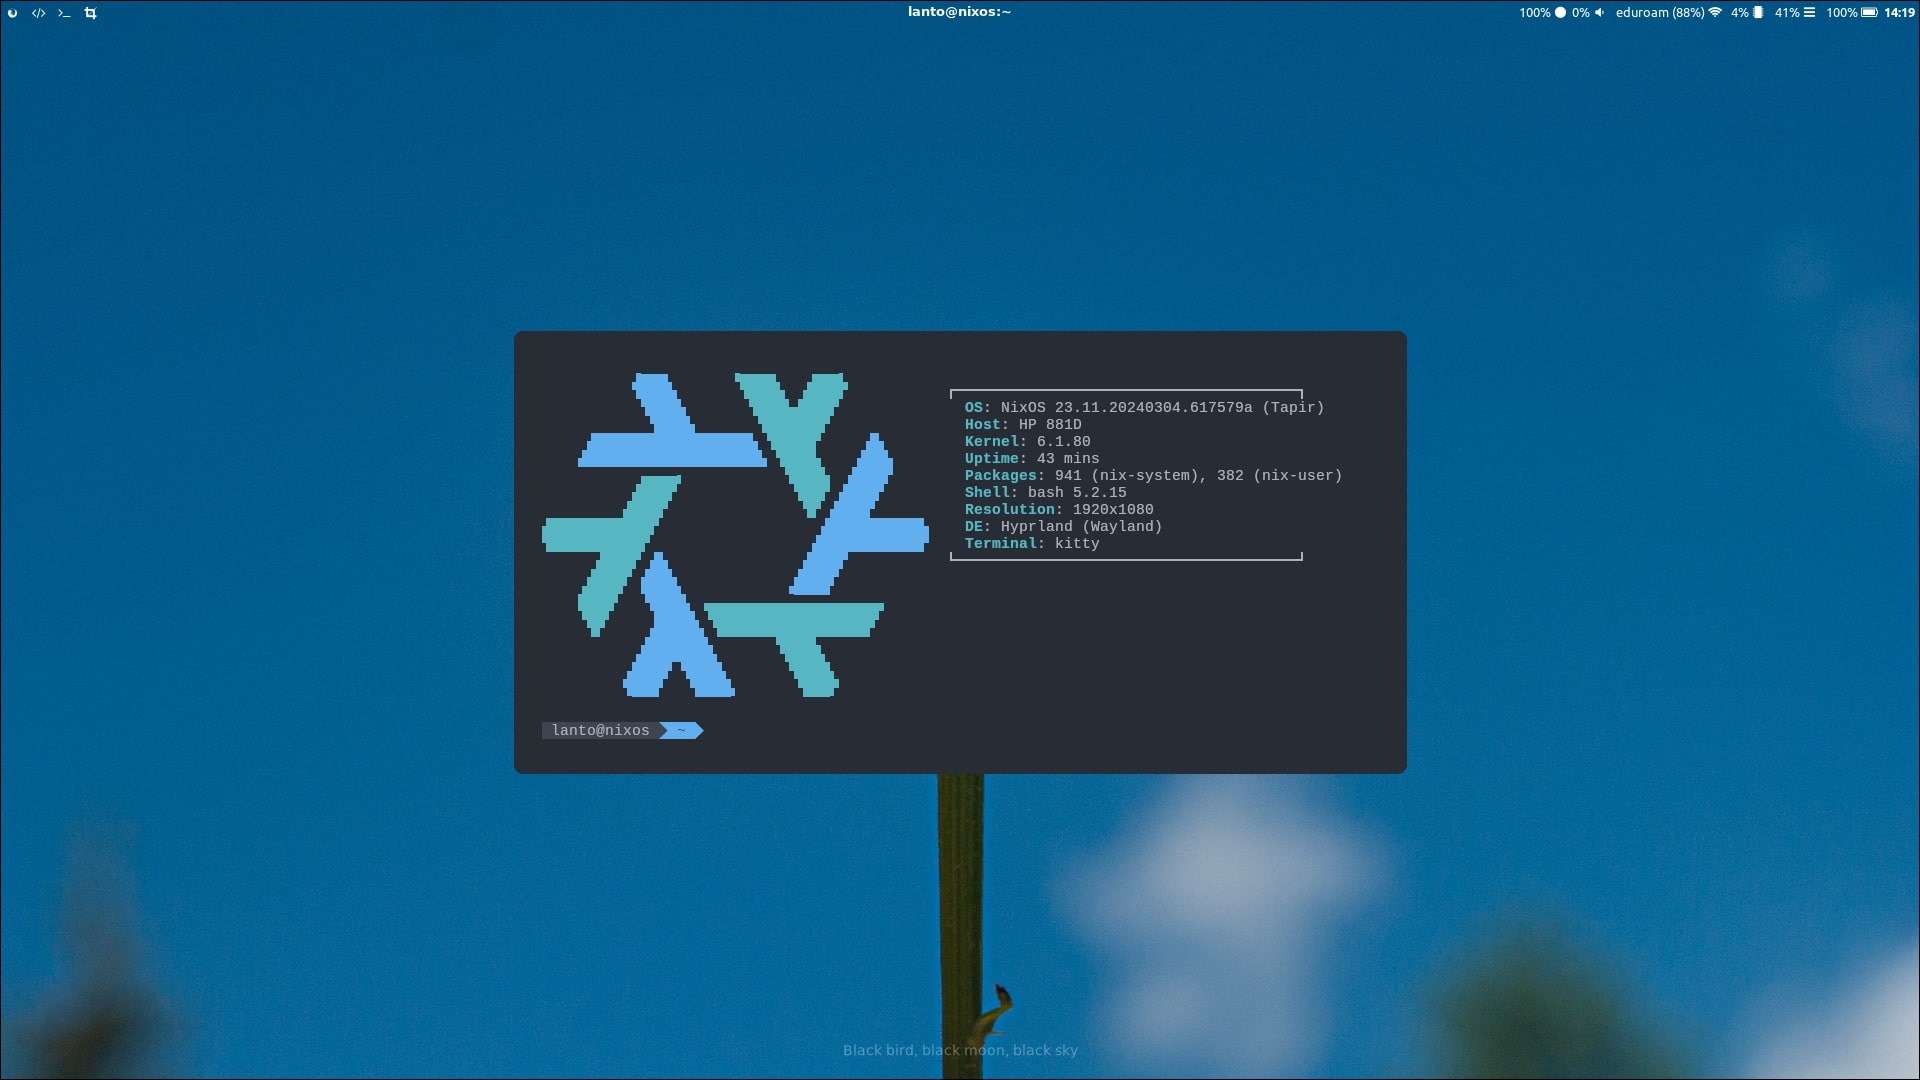 lanto@nixos:~
100% 0% eduroam (88%) 4% 41% 100% 14:19
OS: NixOS 23.11.20240304.617579a (Tapir)
Host: HP 881D
Kernel: 6.1.80
Uptime: 43 mins
Packages: 941 (nix-system), 382 (nix-user)
Shell: bash 5.2.15
Resolution: 1920x1080
DE: Hyprland (Wayland)
Terminal: kitty
lanto@nixos ~
Black bird, black moon, black sky